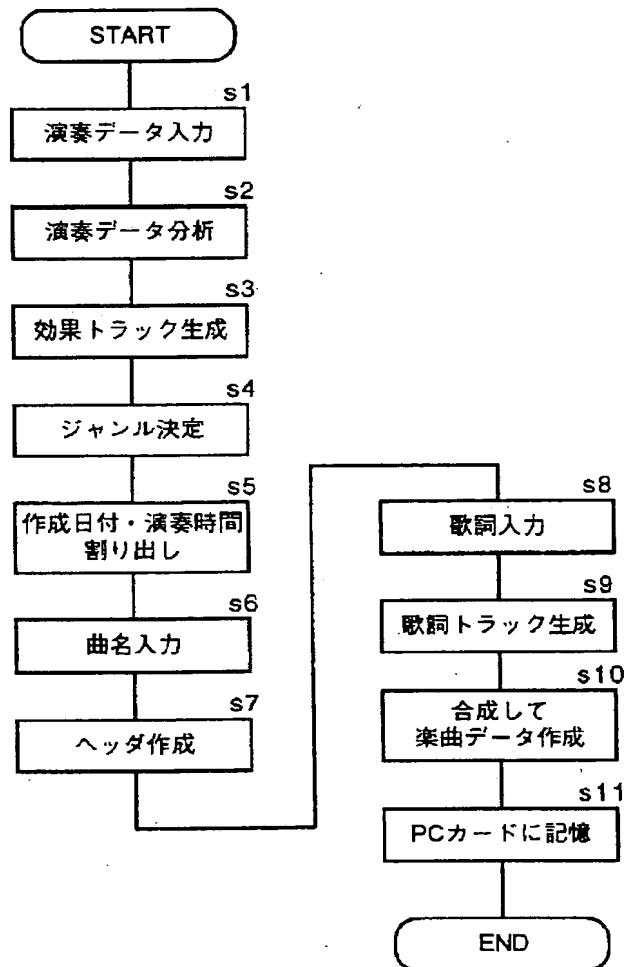 START
s1
演奏データ入力
s2
演奏データ分析
s3
効果トラック生成
s4
ジャンル決定
s5
作成日付・演奏時間
割り出し
s6
曲名入力
s7
ヘッダ作成
s8
歌詞入力
s9
歌詞トラック生成
s10
合成して
楽曲データ作成
s11
PCカードに記憶
END